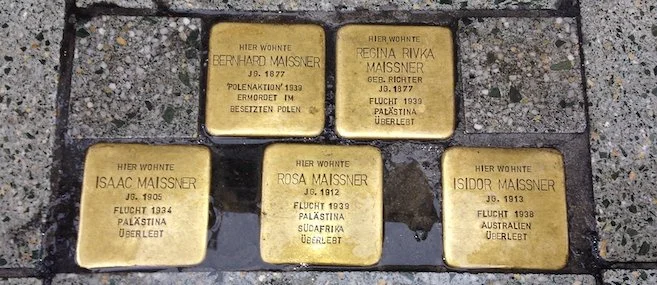 HIER WOHNTE
BERNHARD MAISSNER
JG. 1877
'POLENAKTION' 1939
ERMORDET IM
BESETZTEN POLEN
HIER WOHNTE
REGINA RIVKA
MAISSNER
GEB. RICHTER
JG. 1877
FLUCHT 1939
PALÄSTINA
ÜBERLEBT
HIER WOHNTE
ISAAC MAISSNER
JG. 1905
FLUCHT 1934
PALÄSTINA
ÜBERLEBT
HIER WOHNTE
ROSA MAISSNER
JG. 1912
FLUCHT 1939
PALÄSTINA
SÜDAFRIKA
ÜBERLEBT
HIER WOHNTE
ISIDOR MAISSNER
JG. 1913
FLUCHT 1938
AUSTRALIEN
ÜBERLEBT